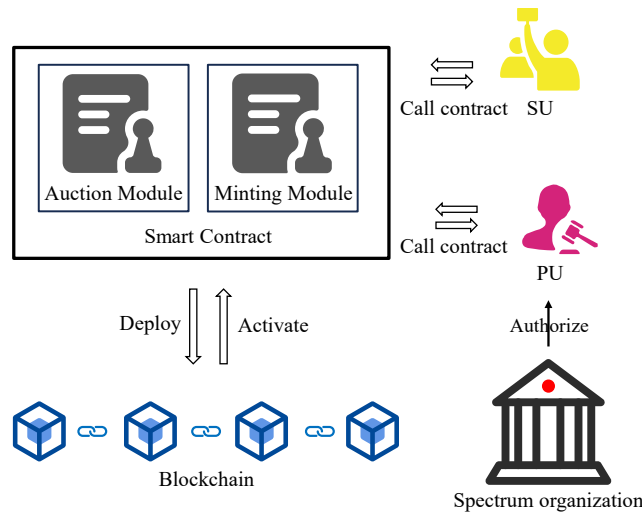 Call contract
SU
Auction Module
Minting Module
Smart Contract
Call contract
PU
Deploy
Activate
Authorize
Blockchain
Spectrum organization